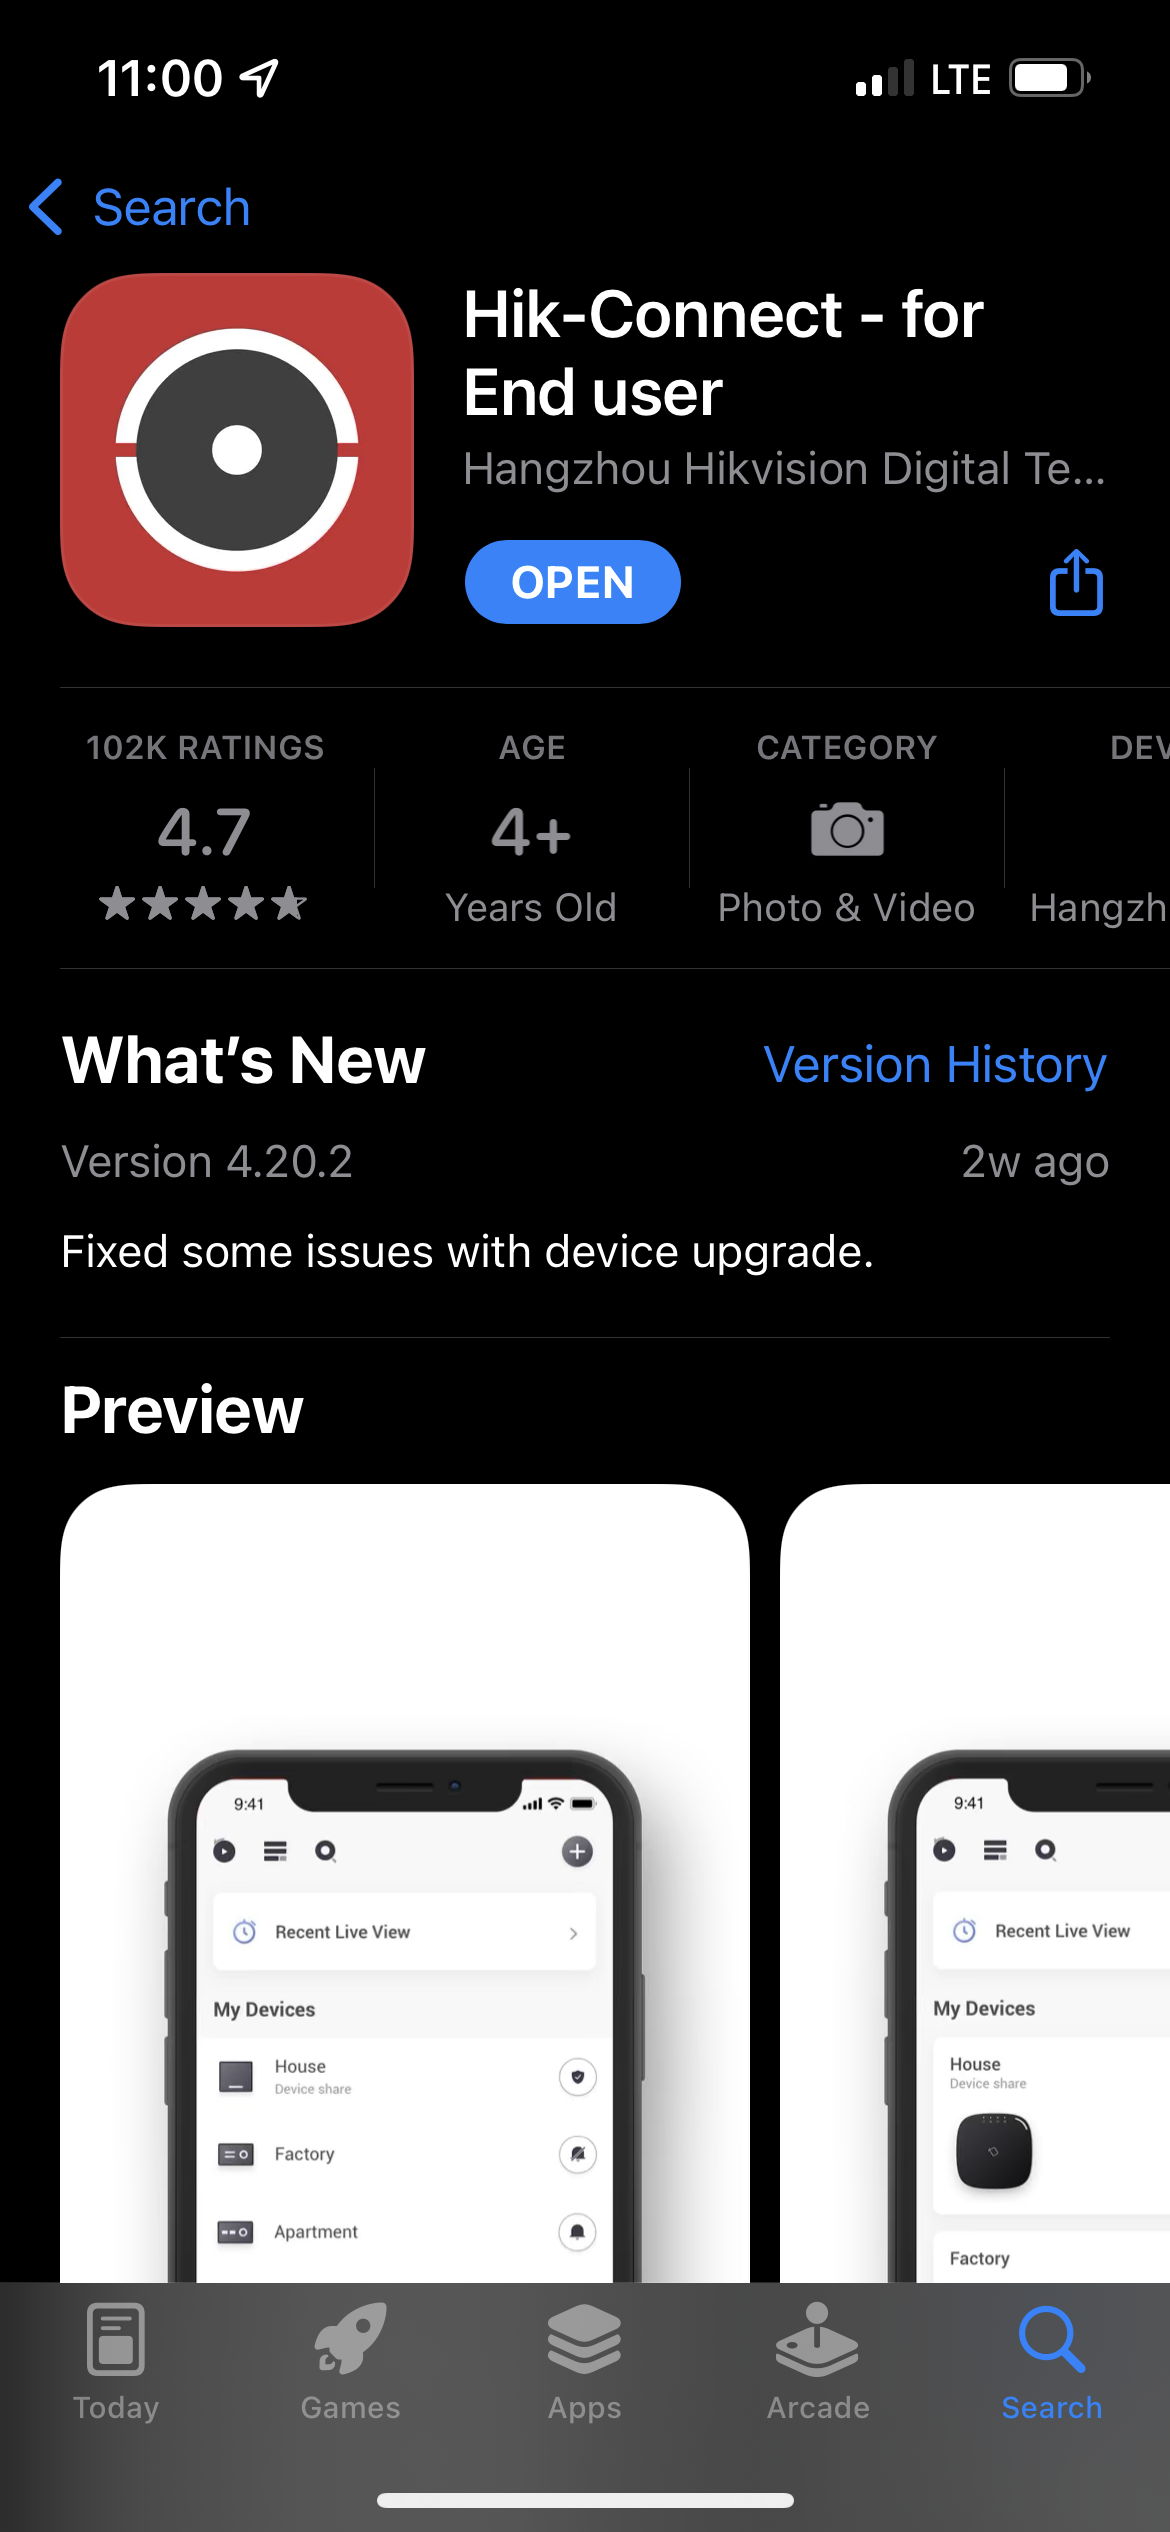 11:00
LTE
Search
Hik-Connect - for
End user
Hangzhou Hikvision Digital Te...
OPEN
102K RATINGS
4.7
AGE
4+
Years Old
CATEGORY
Photo & Video
DEV
Hangzh
What's New
Version History
Version 4.20.2
2w ago
Fixed some issues with device upgrade.
Preview
9:41
Recent Live View
My Devices
House
Device share
Factory
Apartment
9:41
Recent Live View
My Devices
House
Device share
Factory
Today
Games
Apps
Arcade
Search